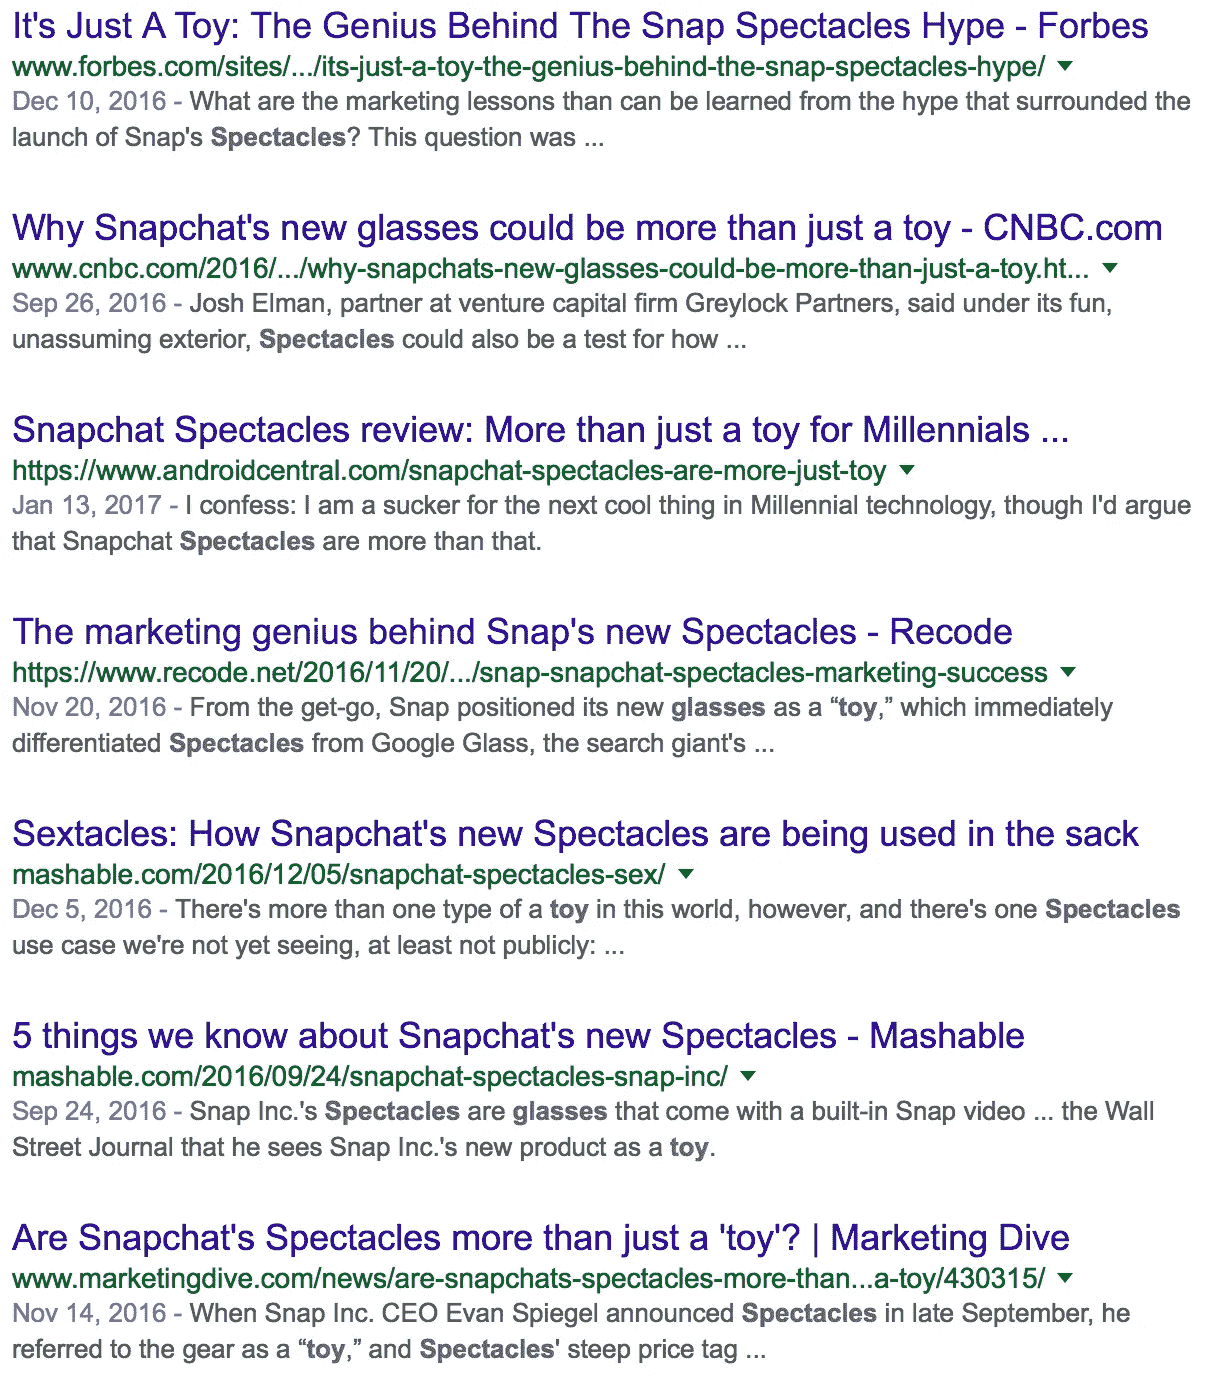 It's Just A Toy: The Genius Behind The Snap Spectacles Hype - Forbes
www.forbes.com/sites/.../its-just-a-toy-the-genius-behind-the-snap-spectacles-hype/
Dec 10, 2016 - What are the marketing lessons than can be learned from the hype that surrounded the
launch of Snap's Spectacles? This question was ...
Why Snapchat's new glasses could be more than just a toy - CNBC.com
www.cnbc.com/2016/.../why-snapchats-new-glasses-could-be-more-than-just-a-toy.ht...
Sep 26, 2016 - Josh Elman, partner at venture capital firm Greylock Partners, said under its fun,
unassuming exterior, Spectacles could also be a test for how ...
Snapchat Spectacles review: More than just a toy for Millennials ...
https://www.androidcentral.com/snapchat-spectacles-are-more-just-toy
Jan 13, 2017 - I confess: I am a sucker for the next cool thing in Millennial technology, though I'd argue
that Snapchat Spectacles are more than that.
The marketing genius behind Snap's new Spectacles - Recode
https://www.recode.net/2016/11/20/.../snap-snapchat-spectacles-marketing-success
Nov 20, 2016 - From the get-go, Snap positioned its new glasses as a “toy,” which immediately
differentiated Spectacles from Google Glass, the search giant's ...
Sextacles: How Snapchat's new Spectacles are being used in the sack
mashable.com/2016/12/05/snapchat-spectacles-sex/
Dec 5, 2016 - There's more than one type of a toy in this world, however, and there's one Spectacles
use case we're not yet seeing, at least not publicly: ...
5 things we know about Snapchat's new Spectacles - Mashable
mashable.com/2016/09/24/snapchat-spectacles-snap-inc/
Sep 24, 2016 - Snap Inc.'s Spectacles are glasses that come with a built-in Snap video ... the Wall
Street Journal that he sees Snap Inc.'s new product as a toy.
Are Snapchat's Spectacles more than just a 'toy'? | Marketing Dive
www.marketingdive.com/news/are-snapchats-spectacles-more-than...a-toy/430315/
Nov 14, 2016 - When Snap Inc. CEO Evan Spiegel announced Spectacles in late September, he
referred to the gear as a “toy,” and Spectacles' steep price tag ...